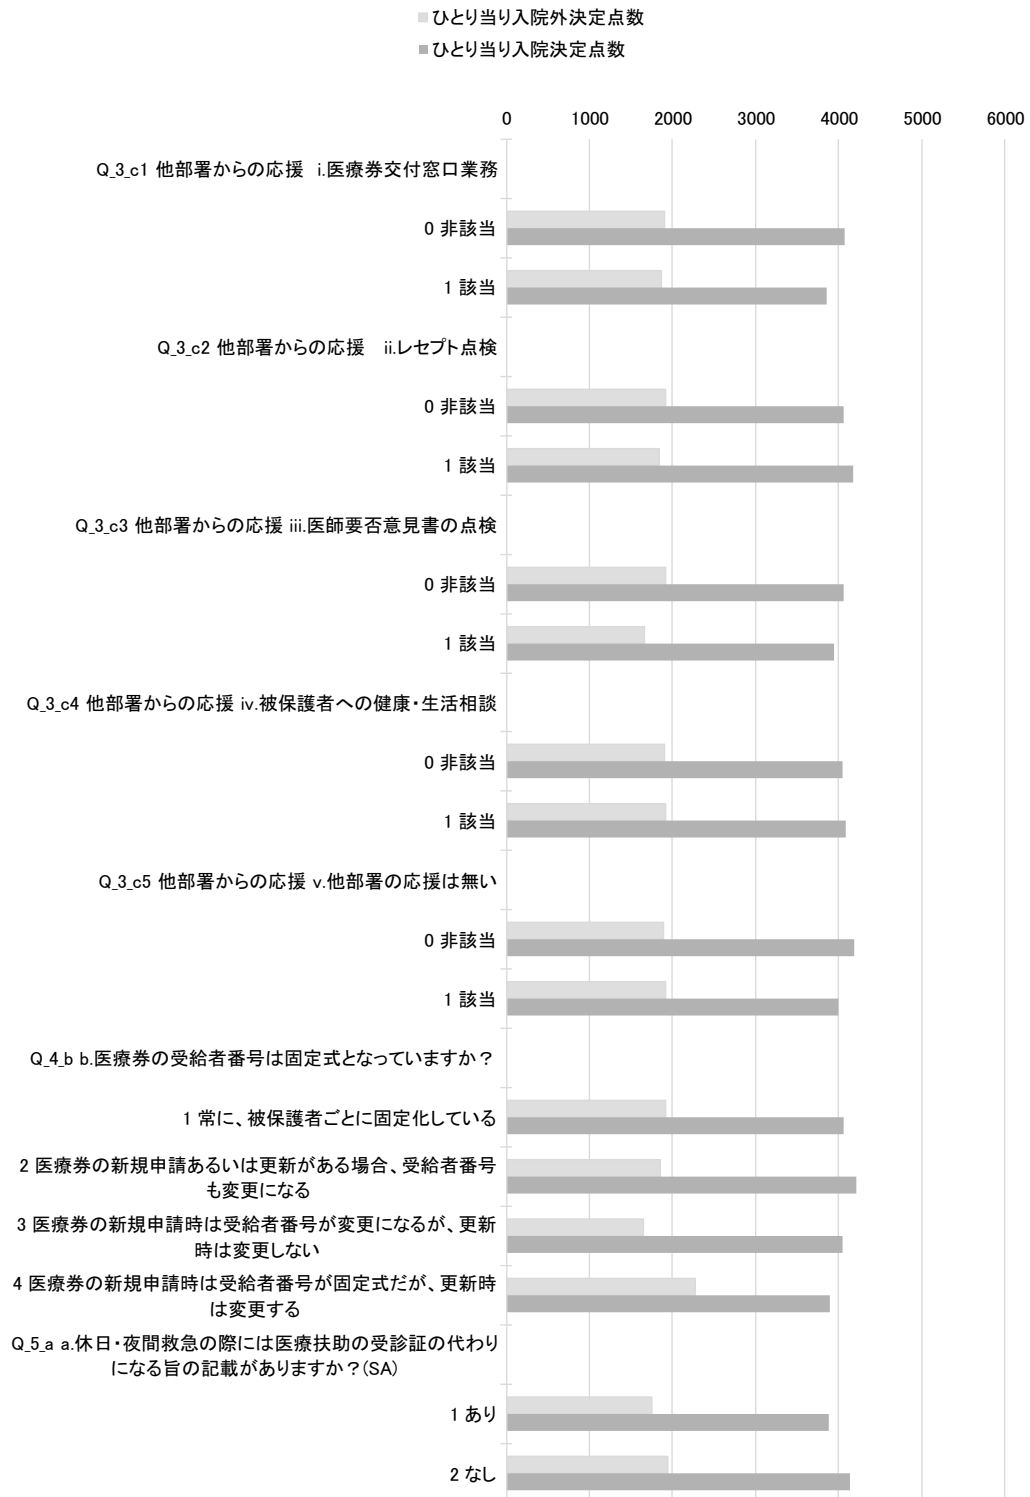 ひとり当り入院外決定点数
ひとり当り入院決定点数
0 1000 2000 3000 4000 5000 6000
Q_3_c1 他部署からの応援 i.医療券交付窓口業務
0 非該当
1 該当
Q_3_c2 他部署からの応援 ii.レセプト点検
0 非該当
1 該当
Q_3_c3 他部署からの応援 iii.医師要否意見書の点検
0 非該当
1 該当
Q_3_c4 他部署からの応援 iv.被保護者への健康・生活相談
0 非該当
1 該当
Q_3_c5 他部署からの応援 v.他部署の応援は無い
0 非該当
1 該当
Q_4_b b.医療券の受給者番号は固定式となっていますか？
1 常に、被保護者ごとに固定化している
2 医療券の新規申請あるいは更新がある場合、受給者番号
も変更になる
3 医療券の新規申請時は受給者番号が変更になるが、更新
時は変更しない
4 医療券の新規申請時は受給者番号が固定式だが、更新時
は変更する
Q_5_a a.休日・夜間救急の際には医療扶助の受診証の代わり
になる旨の記載がありますか？(SA)
1 あり
2 なし